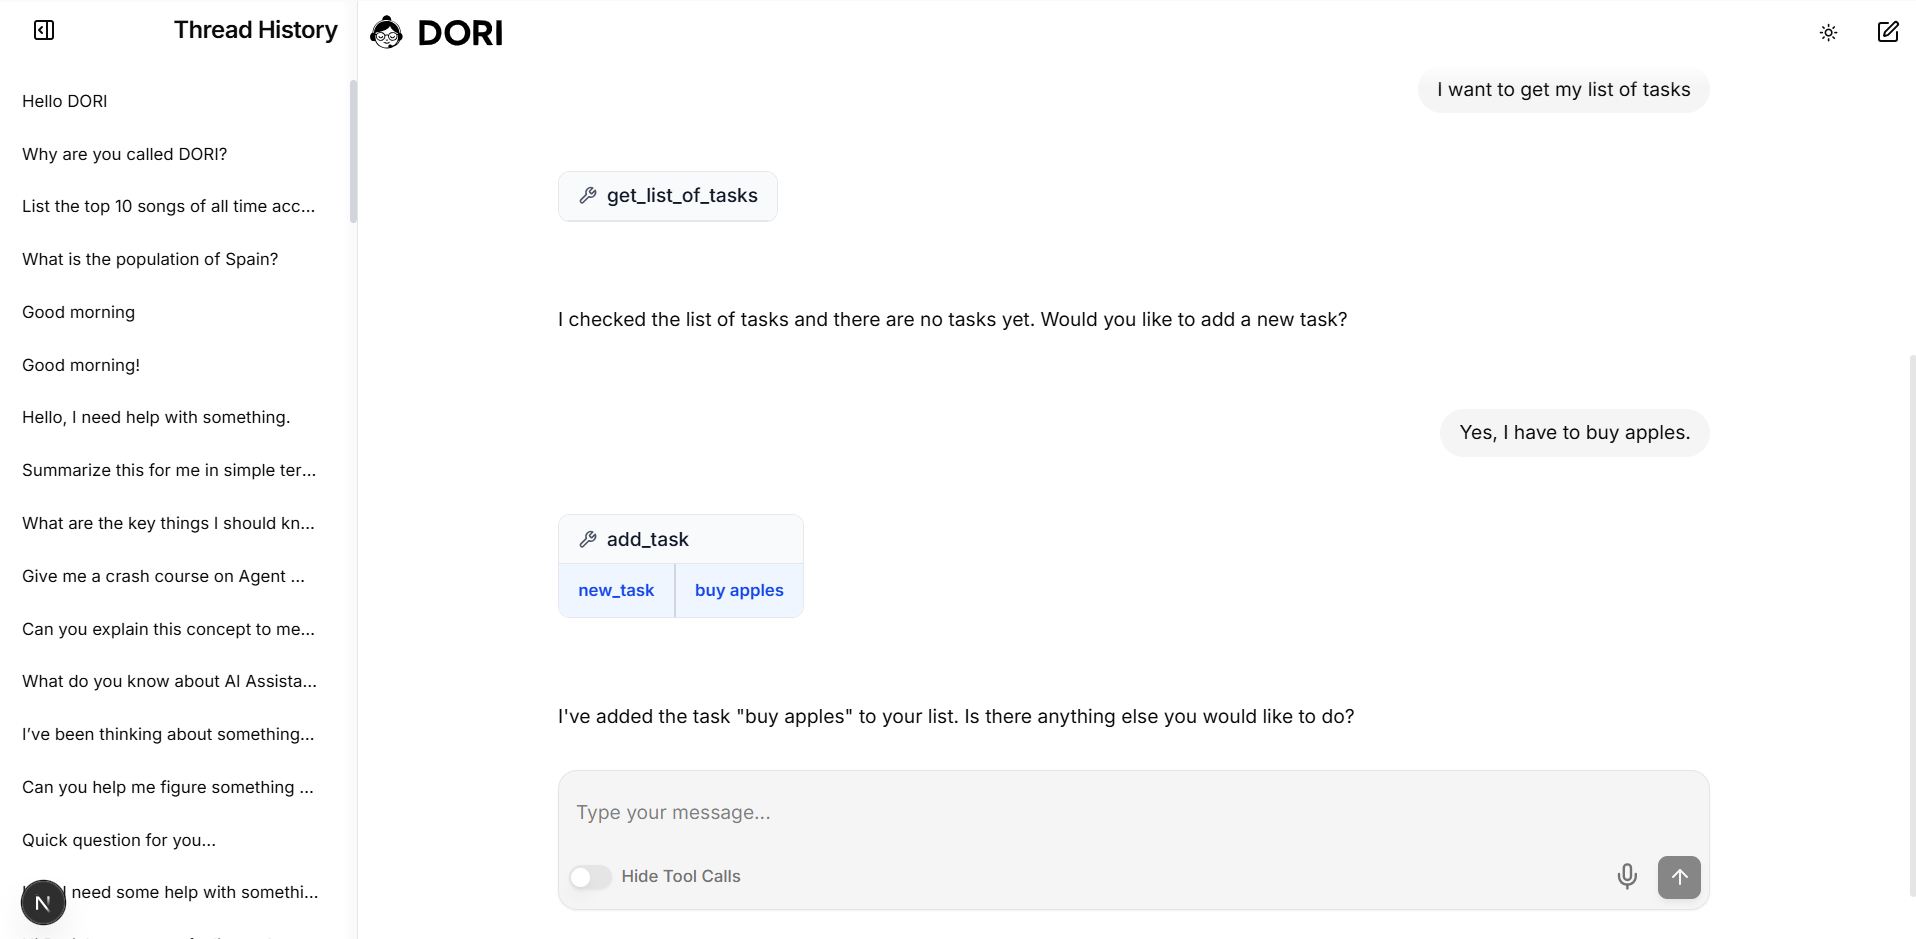 Thread History
Hello DORI
Why are you called DORI?
List the top 10 songs of all time acc...
What is the population of Spain?
Good morning
Good morning!
Hello, I need help with something.
Summarize this for me in simple ter...
What are the key things I should kn...
Give me a crash course on Agent ...
Can you explain this concept to me...
What do you know about AI Assista...
I've been thinking about something...
Can you help me figure something ...
Quick question for you...
I need some help with somethi...
N
DORI
I want to get my list of tasks
get_list_of_tasks
I checked the list of tasks and there are no tasks yet. Would you like to add a new task?
Yes, I have to buy apples.
add_task
new_task buy apples
I've added the task "buy apples" to your list. Is there anything else you would like to do?
Type your message...
Hide Tool Calls